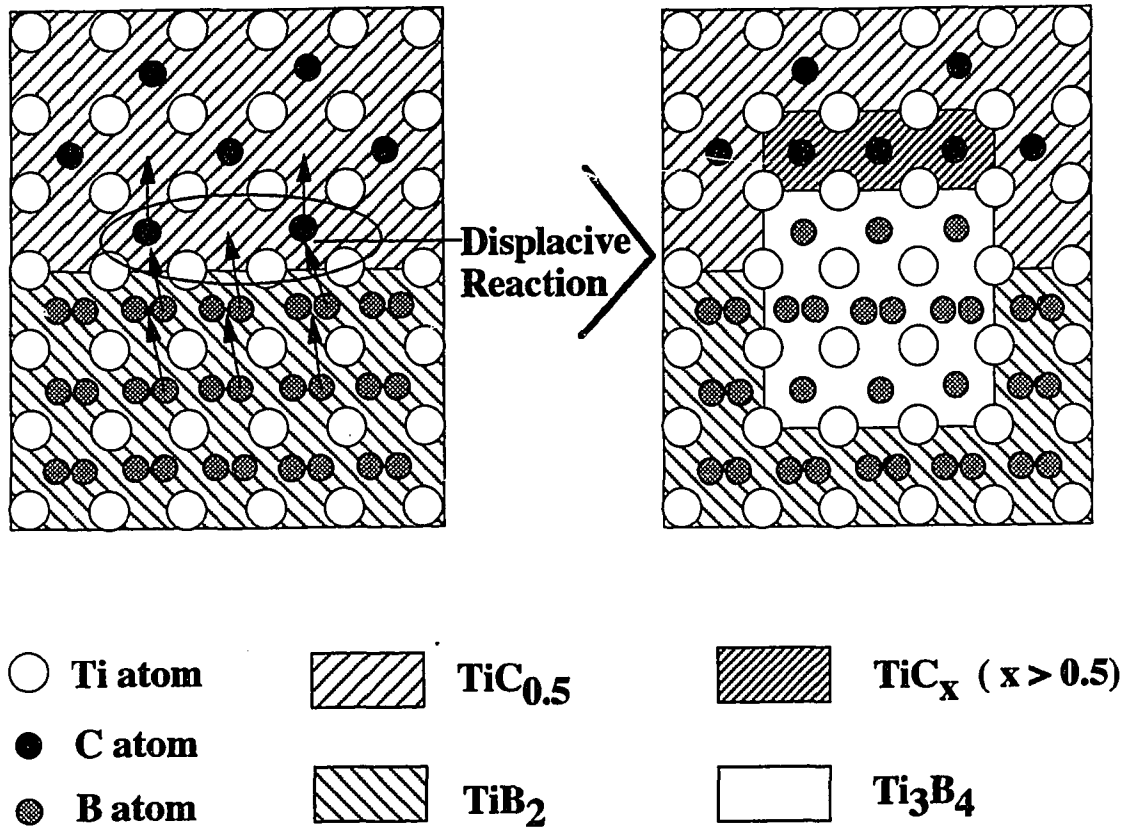 Displacive
Reaction
Ti atom
TiC0.5
TiCx ( x > 0.5)
C atom
B atom
TiB2
Ti3B4